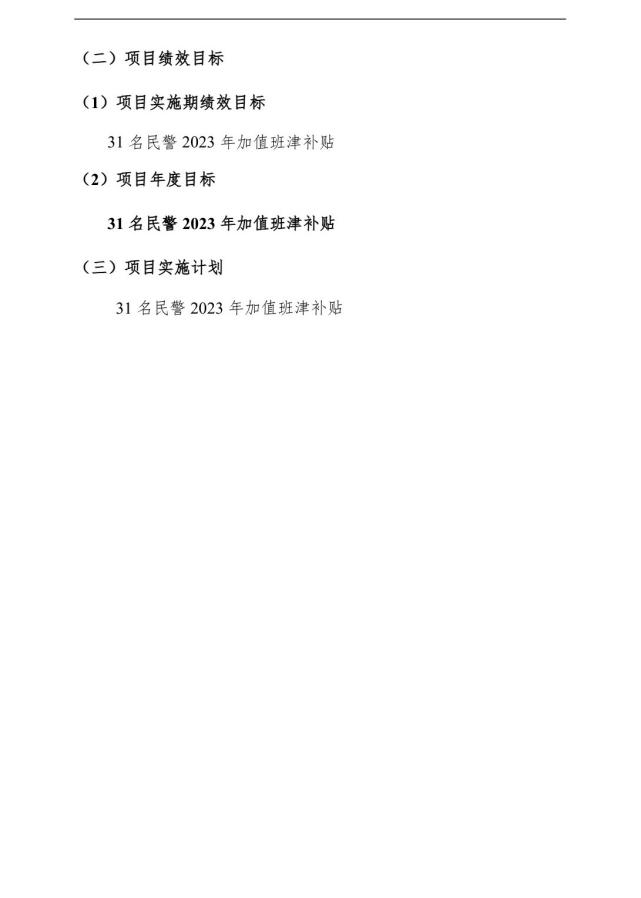 （二）项目绩效目标
（1）项目实施期绩效目标
31 名民警 2023 年加值班津补贴
（2）项目年度目标
31 名民警 2023 年加值班津补贴
（三）项目实施计划
31 名民警 2023 年加值班津补贴